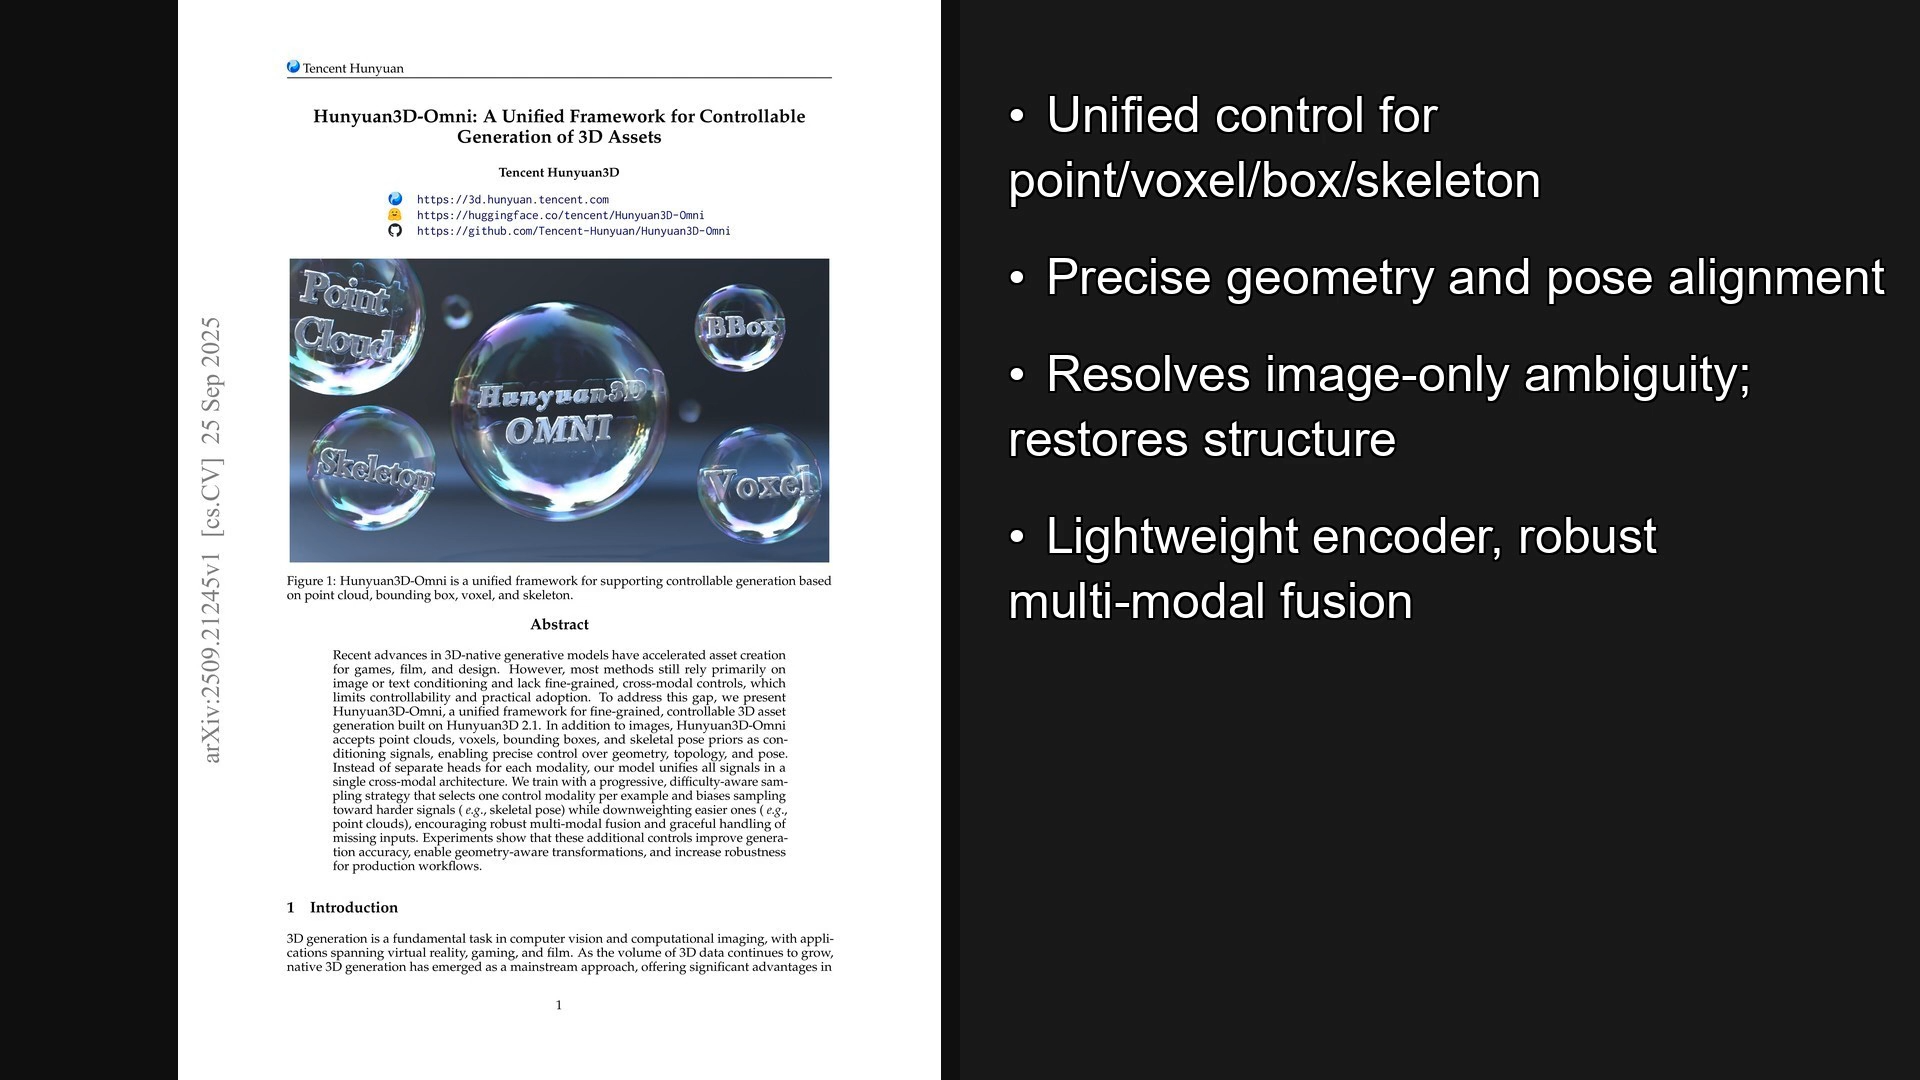 Tencent Hunyuan
Hunyuan3D-Omni: A Unified Framework for Controllable
Generation of 3D Assets
Tencent Hunyuan3D
https://3d.hunyuan.tencent.com
https://huggingface.co/tencent/Hunyuan3D-Omni
https://github.com/Tencent-Hunyuan/Hunyuan3D-Omni
Point
Cloud
BBox
Hunyuan3D
OMNI
Skeleton
Voxel
Figure 1: Hunyuan3D-Omni is a unified framework for supporting controllable generation based
on point cloud, bounding box, voxel, and skeleton.
Abstract
Recent advances in 3D-native generative models have accelerated asset creation
for games, film, and design. However, most methods still rely primarily on
image or text conditioning and lack fine-grained, cross-modal controls, which
limits controllability and practical adoption. To address this gap, we present
Hunyuan3D-Omni, a unified framework for fine-grained, controllable 3D asset
generation built on Hunyuan3D 2.1. In addition to images, Hunyuan3D-Omni
accepts point clouds, voxels, bounding boxes, and skeletal pose priors as con-
ditioning signals, enabling precise control over geometry, topology, and pose.
Instead of separate heads for each modality, our model unifies all signals in a
single cross-modal architecture. We train with a progressive, difficulty-aware sam-
pling strategy that selects one control modality per example and biases sampling
toward harder signals ( e.g., skeletal pose) while downweighting easier ones ( e.g.,
point clouds), encouraging robust multi-modal fusion and graceful handling of
missing inputs. Experiments show that these additional controls improve genera-
tion accuracy, enable geometry-aware transformations, and increase robustness
for production workflows.
1 Introduction
3D generation is a fundamental task in computer vision and computational imaging, with appli-
cations spanning virtual reality, gaming, and film. As the volume of 3D data continues to grow,
native 3D generation has emerged as a mainstream approach, offering significant advantages in
1
arXiv:2509.21245v1 [cs.CV] 25 Sep 2025
• Unified control for
point/voxel/box/skeleton
• Precise geometry and pose alignment
• Resolves image-only ambiguity;
restores structure
• Lightweight encoder, robust
multi-modal fusion